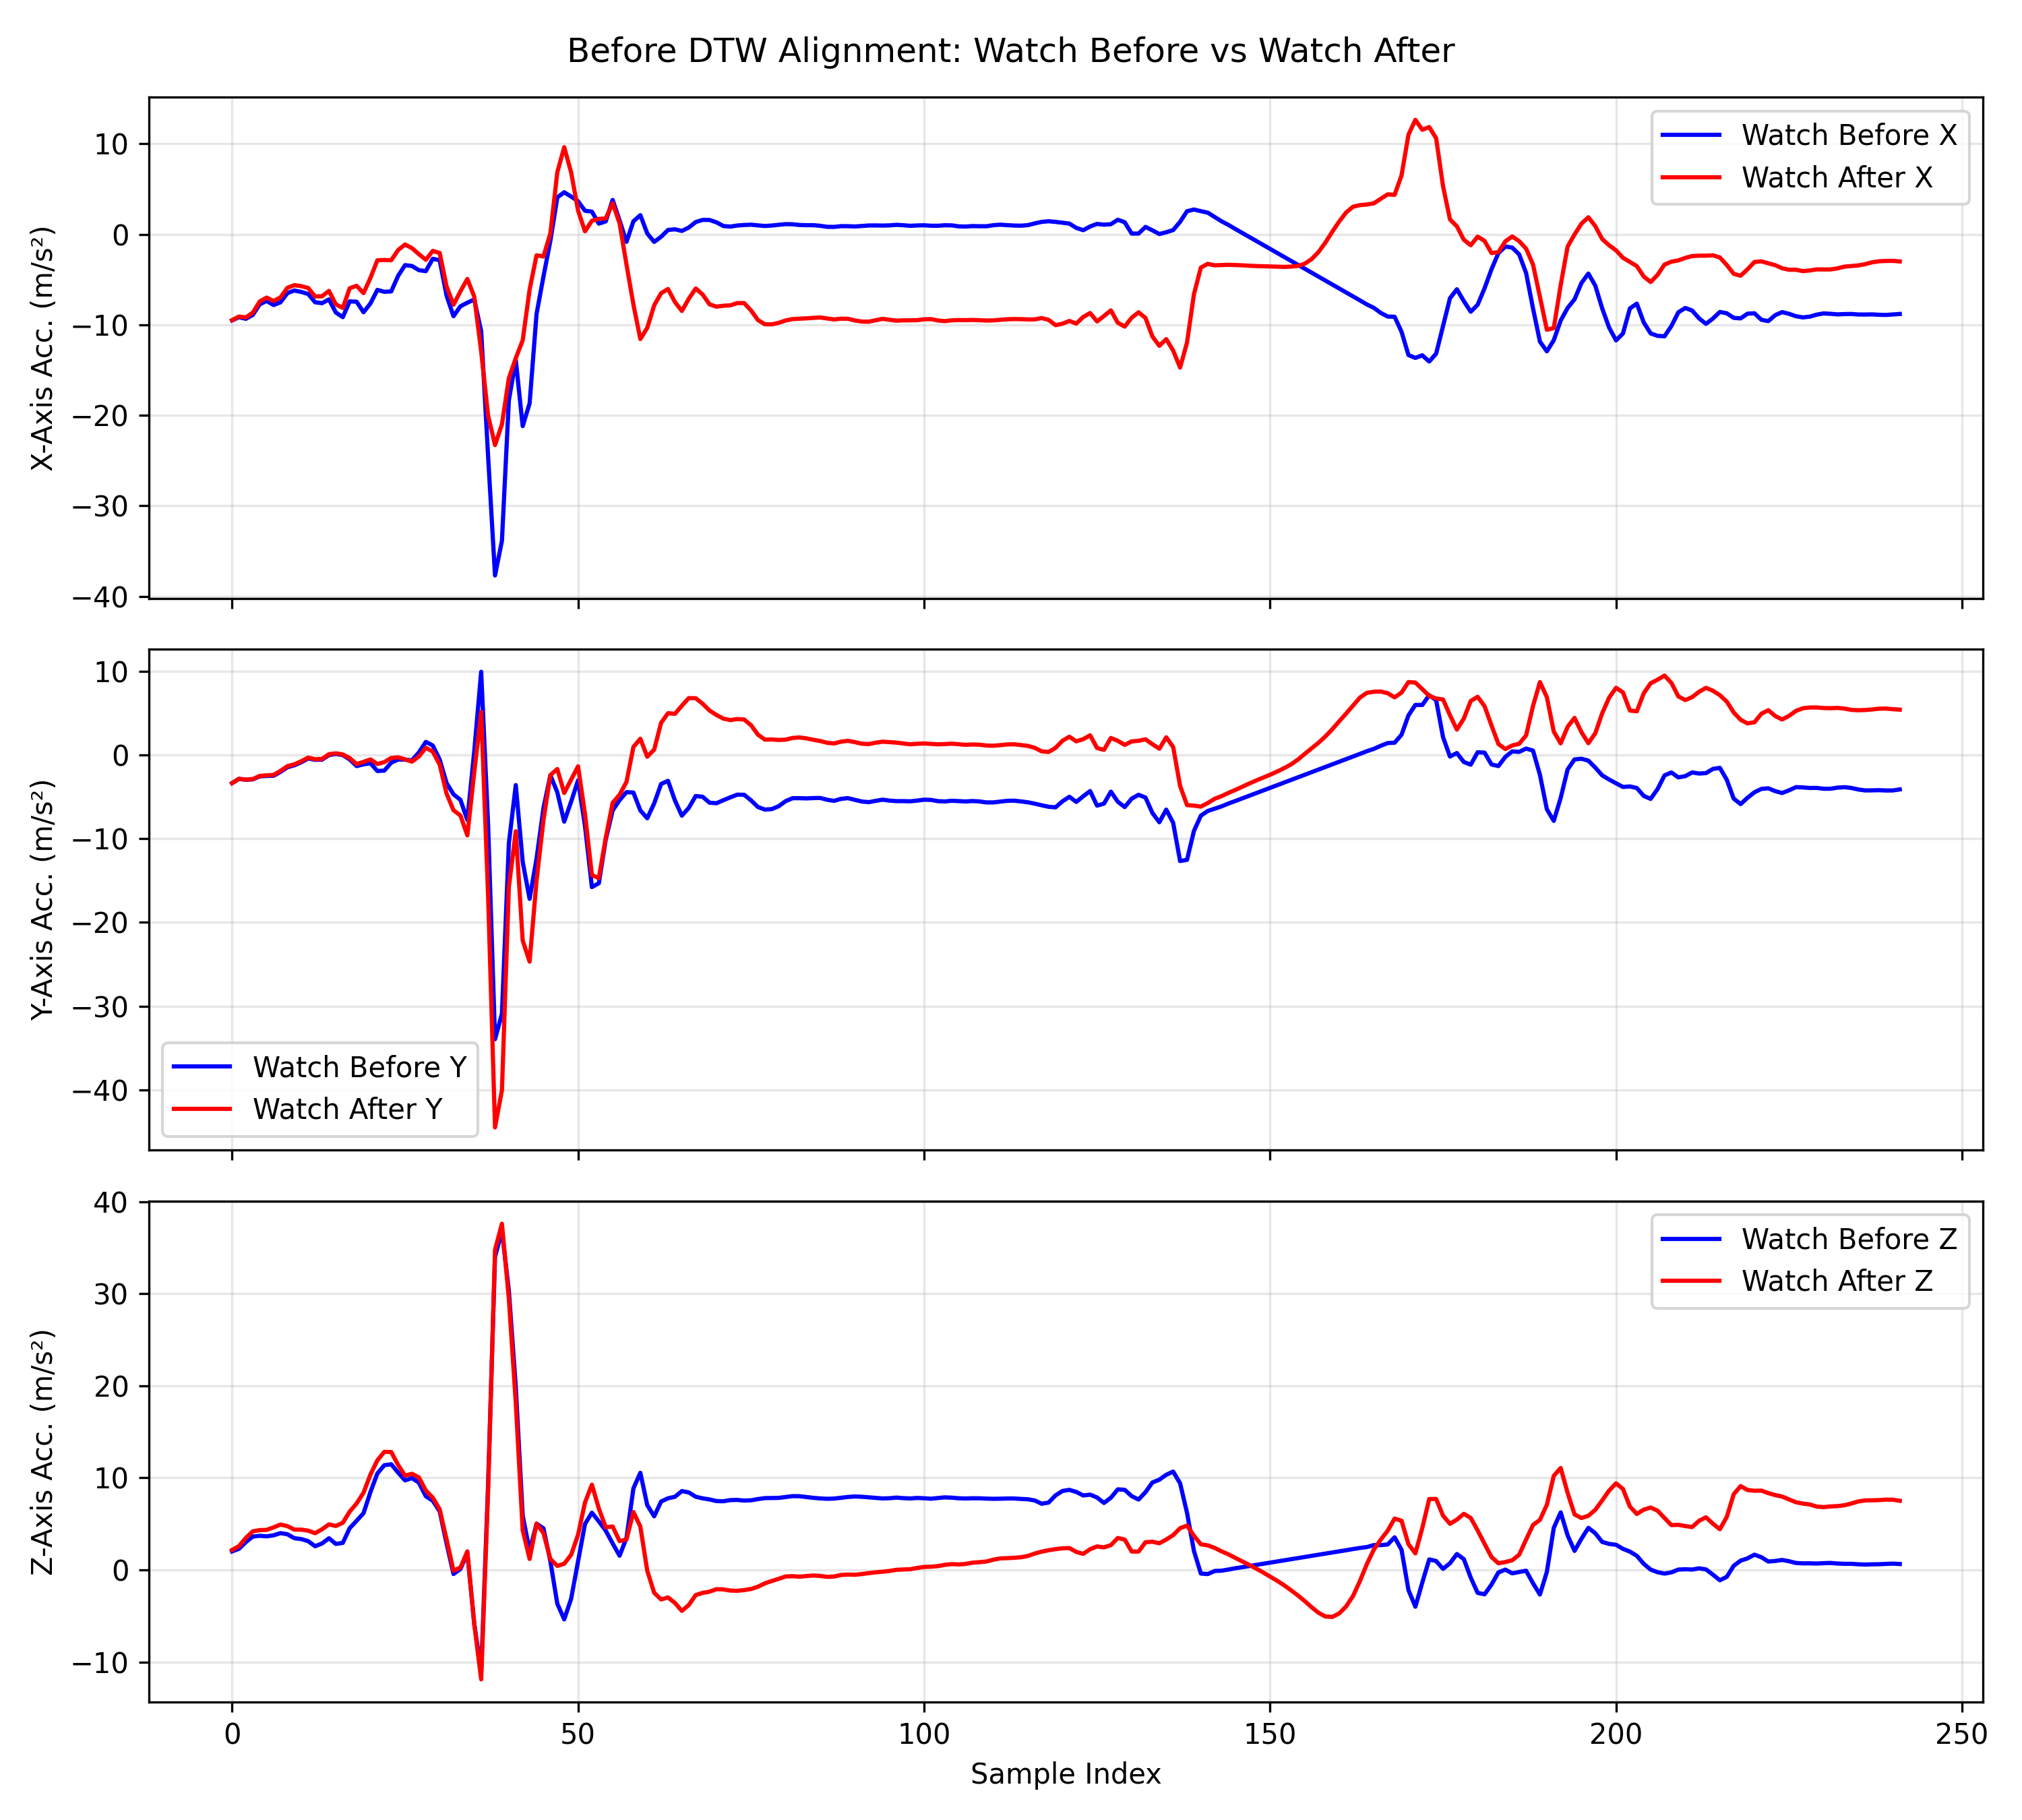 Before DTW Alignment: Watch Before vs Watch After
10
0
−10
−20
−30
−40
X-Axis Acc. (m/s²)
Watch Before X
Watch After X
10
0
−10
−20
−30
−40
Y-Axis Acc. (m/s²)
Watch Before Y
Watch After Y
40
30
20
10
0
−10
Z-Axis Acc. (m/s²)
Watch Before Z
Watch After Z
0
50
100
150
200
250
Sample Index